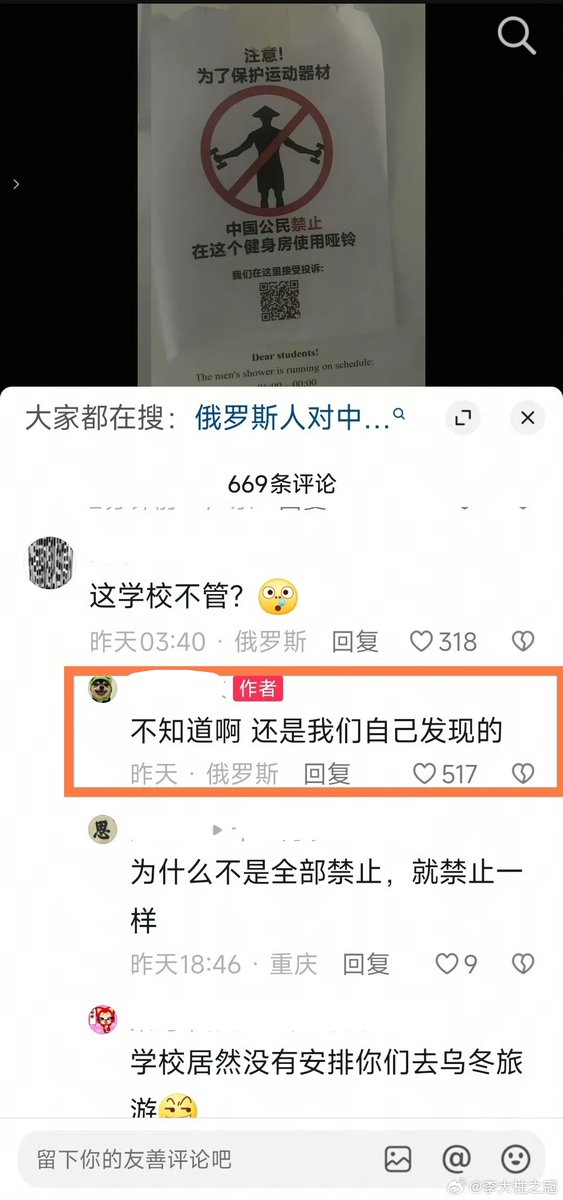 注意!
为了保护运动器材
中国公民禁止
在这个健身房使用哑铃
我们在这里接受投诉:
Dear students!
The men's shower is running on schedule:
大家都在搜： 俄罗斯人对中...
669条评论
这学校不管？
昨天03:40 · 俄罗斯 回复 318
作者
不知道啊 还是我们自己发现的
昨天 · 俄罗斯 回复 517
恩
为什么不是全部禁止，就禁止一
样
昨天18:46 · 重庆 回复 9
学校居然没有安排你们去乌冬旅
游
留下你的友善评论吧
@李大柱之冠